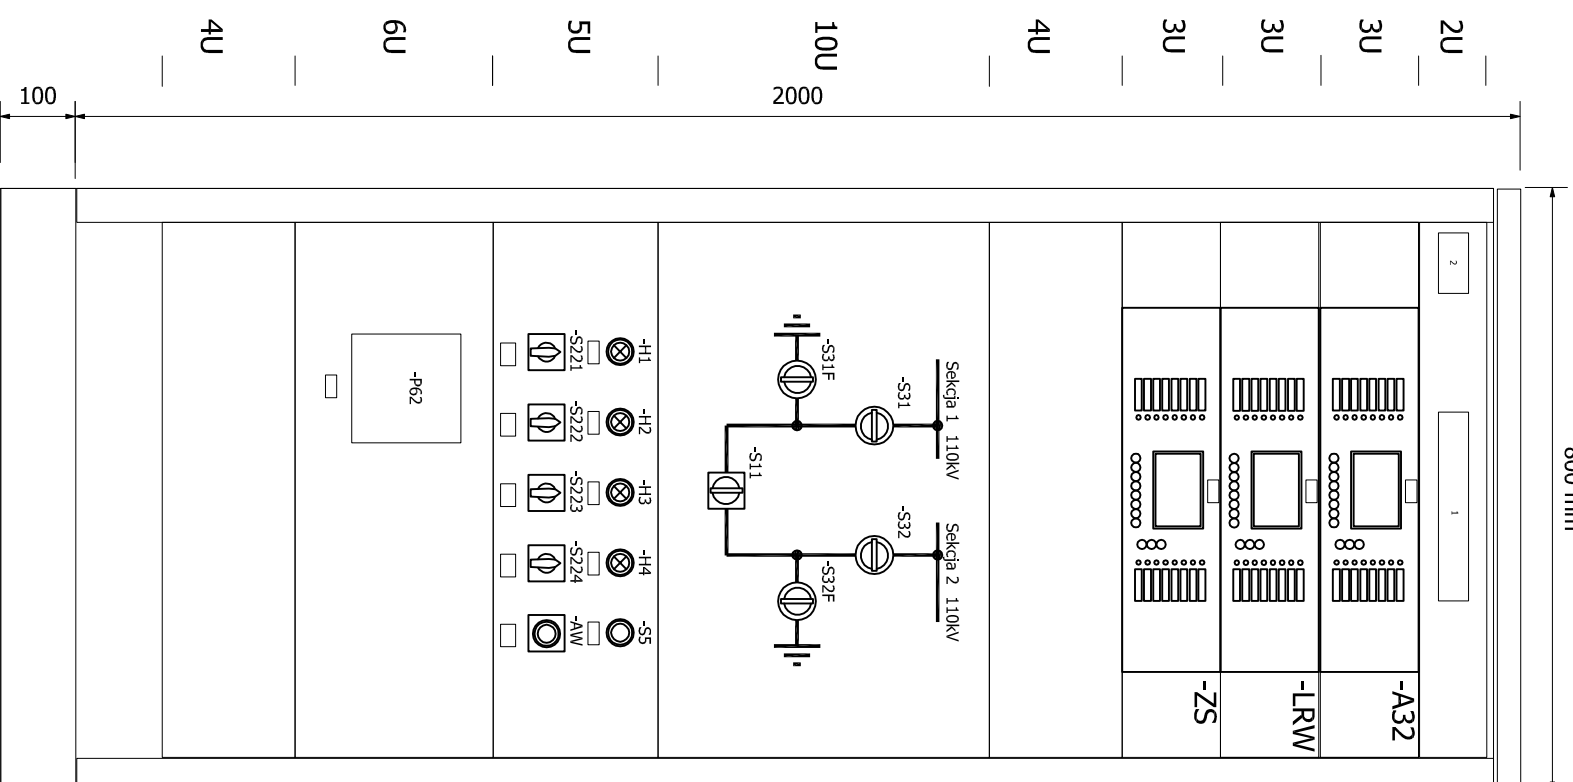 4U
6U
5U
10U
4U
3U
3U
3U
2U
100
2000
2
1
-P62
-H1
-S221
-H2
-S222
-H3
-S223
-H4
-S224
-S5
-AW
-S31F
-S31
Sekcja 1 110kV
-S11
-S32
Sekcja 2 110kV
-S32F
-ZS
-LRW
-A32
800 mm